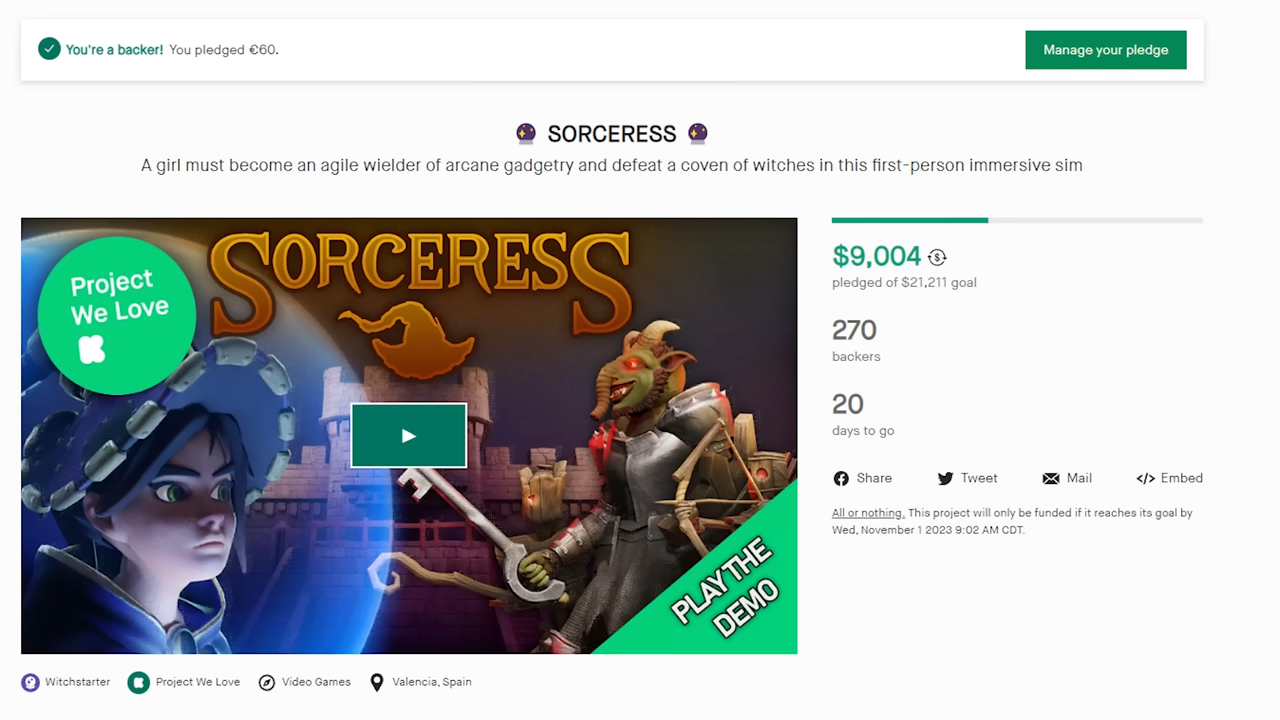 You're a backer! You pledged €60.
Manage your pledge
SORCERESS
A girl must become an agile wielder of arcane gadgetry and defeat a coven of witches in this first-person immersive sim
Project
We Love
K
SORCERESS
PLAY THE
DEMO
$9,004
pledged of $21,211 goal
270
backers
20
days to go
Share Tweet Mail </> Embed
All or nothing. This project will only be funded if it reaches its goal by
Wed, November 1 2023 9:02 AM CDT.
Witchstarter Project We Love Video Games Valencia, Spain